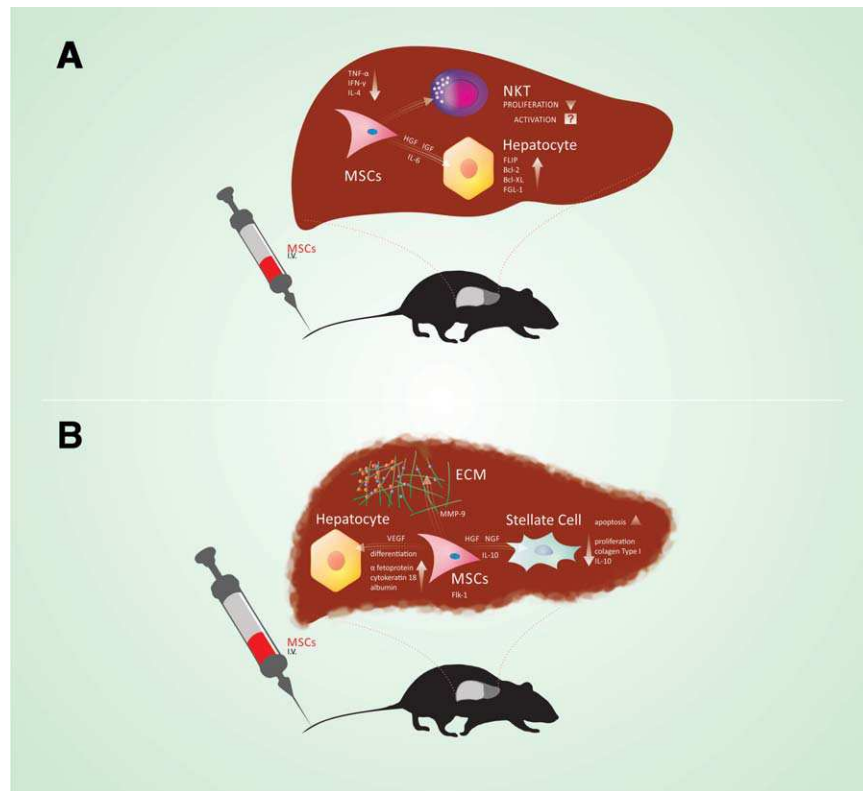 A
TNF-α
IFN-γ
IL-4
NKT
PROLIFERATION
ACTIVATION ?
HGF IGF
IL-6
MSCs
Hepatocyte
FLIP
Bcl-2
Bcl-XL
FGL-1
MSCs
I.V.
B
ECM
MMP-9
Hepatocyte
VEGF
differentiation
α fetoprotein
cytokeratin 18
albumin
MSCs
Flk-1
HGF NGF
IL-10
Stellate Cell
apoptosis
proliferation
colagen Type I
IL-10
MSCs
I.V.